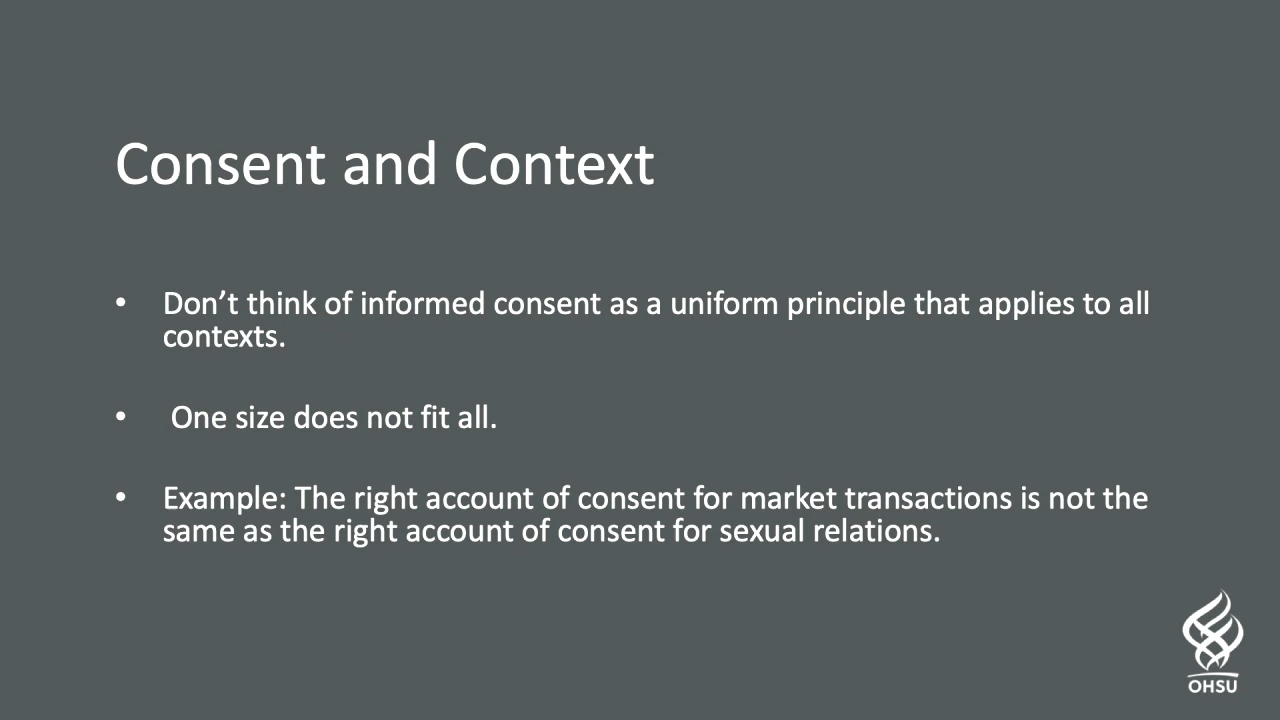 Consent and Context
• Don’t think of informed consent as a uniform principle that applies to all
contexts.
• One size does not fit all.
• Example: The right account of consent for market transactions is not the
same as the right account of consent for sexual relations.
OHSU